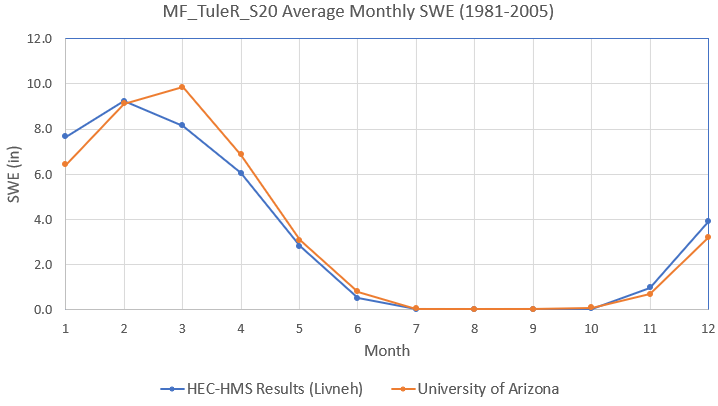 MF_TuleR_S20 Average Monthly SWE (1981-2005)
12.0
10.0
8.0
6.0
4.0
2.0
0.0
SWE (in)
1 2 3 4 5 6 7 8 9 10 11 12
Month
HEC-HMS Results (Livneh) University of Arizona